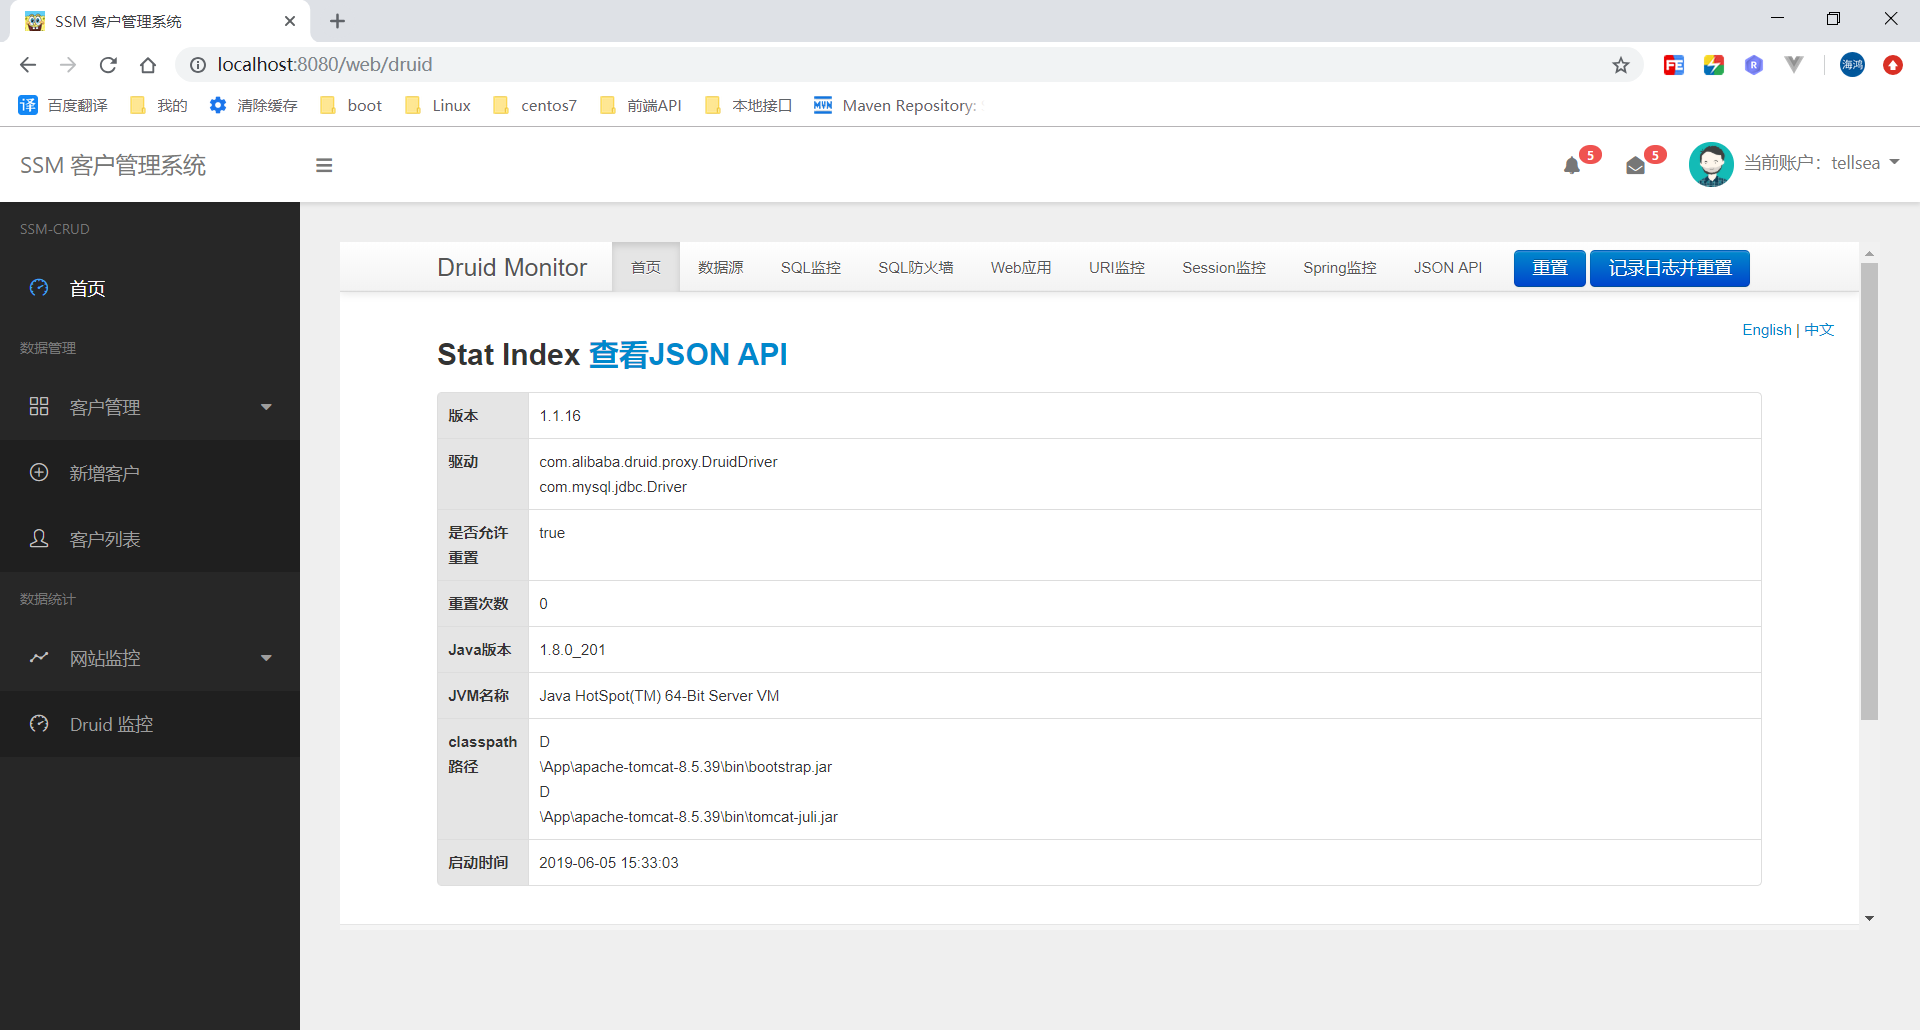 SSM 客户管理系统
localhost:8080/web/druid
FE
R
海鸿
译 百度翻译 我的 清除缓存 boot Linux centos7 前端API 本地接口 MVN Maven Repository:
SSM 客户管理系统
5
5
当前账户：tellsea
SSM-CRUD
首页
数据管理
客户管理
新增客户
客户列表
数据统计
网站监控
Druid 监控
Druid Monitor 首页 数据源 SQL监控 SQL防火墙 Web应用 URI监控 Session监控 Spring监控 JSON API 重置 记录日志并重置
English | 中文
Stat Index 查看JSON API
版本 1.1.16
驱动 com.alibaba.druid.proxy.DruidDriver
com.mysql.jdbc.Driver
是否允许 true
重置
重置次数 0
Java版本 1.8.0_201
JVM名称 Java HotSpot(TM) 64-Bit Server VM
classpath D
路径 \App\apache-tomcat-8.5.39\bin\bootstrap.jar
D
\App\apache-tomcat-8.5.39\bin\tomcat-juli.jar
启动时间 2019-06-05 15:33:03